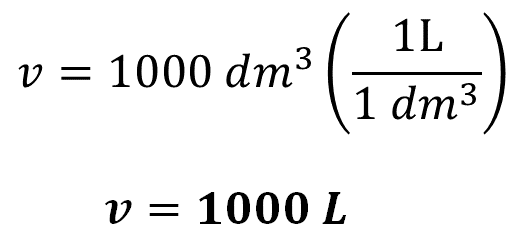 v = 1000 dm³ (1L / 1 dm³)
v = 1000 L